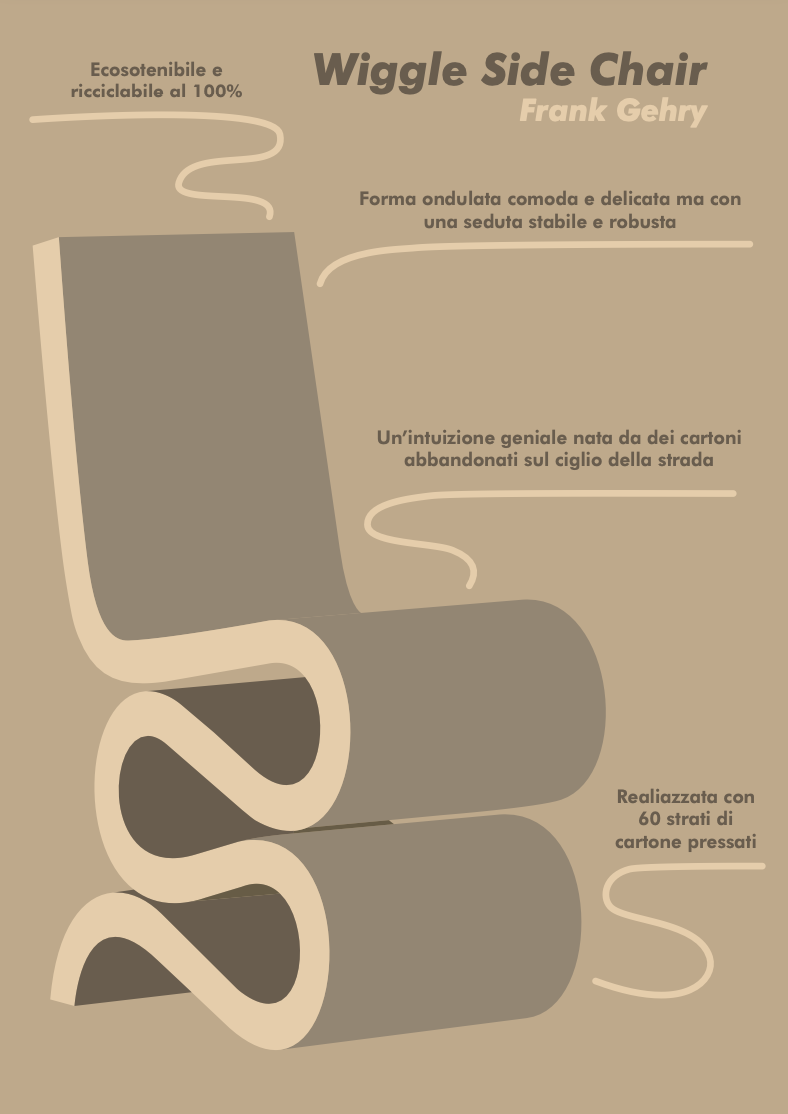 Wiggle Side Chair
Frank Gehry
Ecosotenibile e
ricciclabile al 100%
Forma ondulata comoda e delicata ma con
una seduta stabile e robusta
Un’intuizione geniale nata da dei cartoni
abbandonati sul ciglio della strada
Realiazzata con
60 strati di
cartone pressati